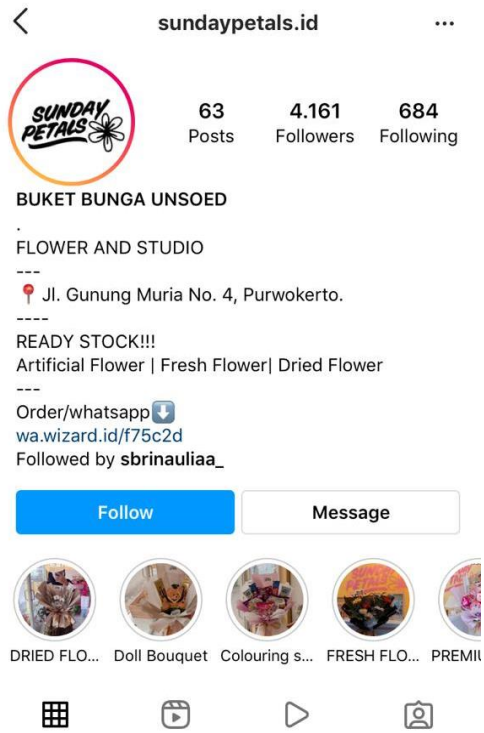 sundaypetals.id
SUNDAY
PETALS
63
Posts
4.161
Followers
684
Following
BUKET BUNGA UNSOED
.
FLOWER AND STUDIO
---
📍 Jl. Gunung Muria No. 4, Purwokerto.
----
READY STOCK!!!
Artificial Flower | Fresh Flower| Dried Flower
---
Order/whatsapp⬇️
wa.wizard.id/f75c2d
Followed by sbrinauliaa_
Follow
Message
DRIED FLO...
Doll Bouquet
Colouring s...
FRESH FLO...
PREMIU